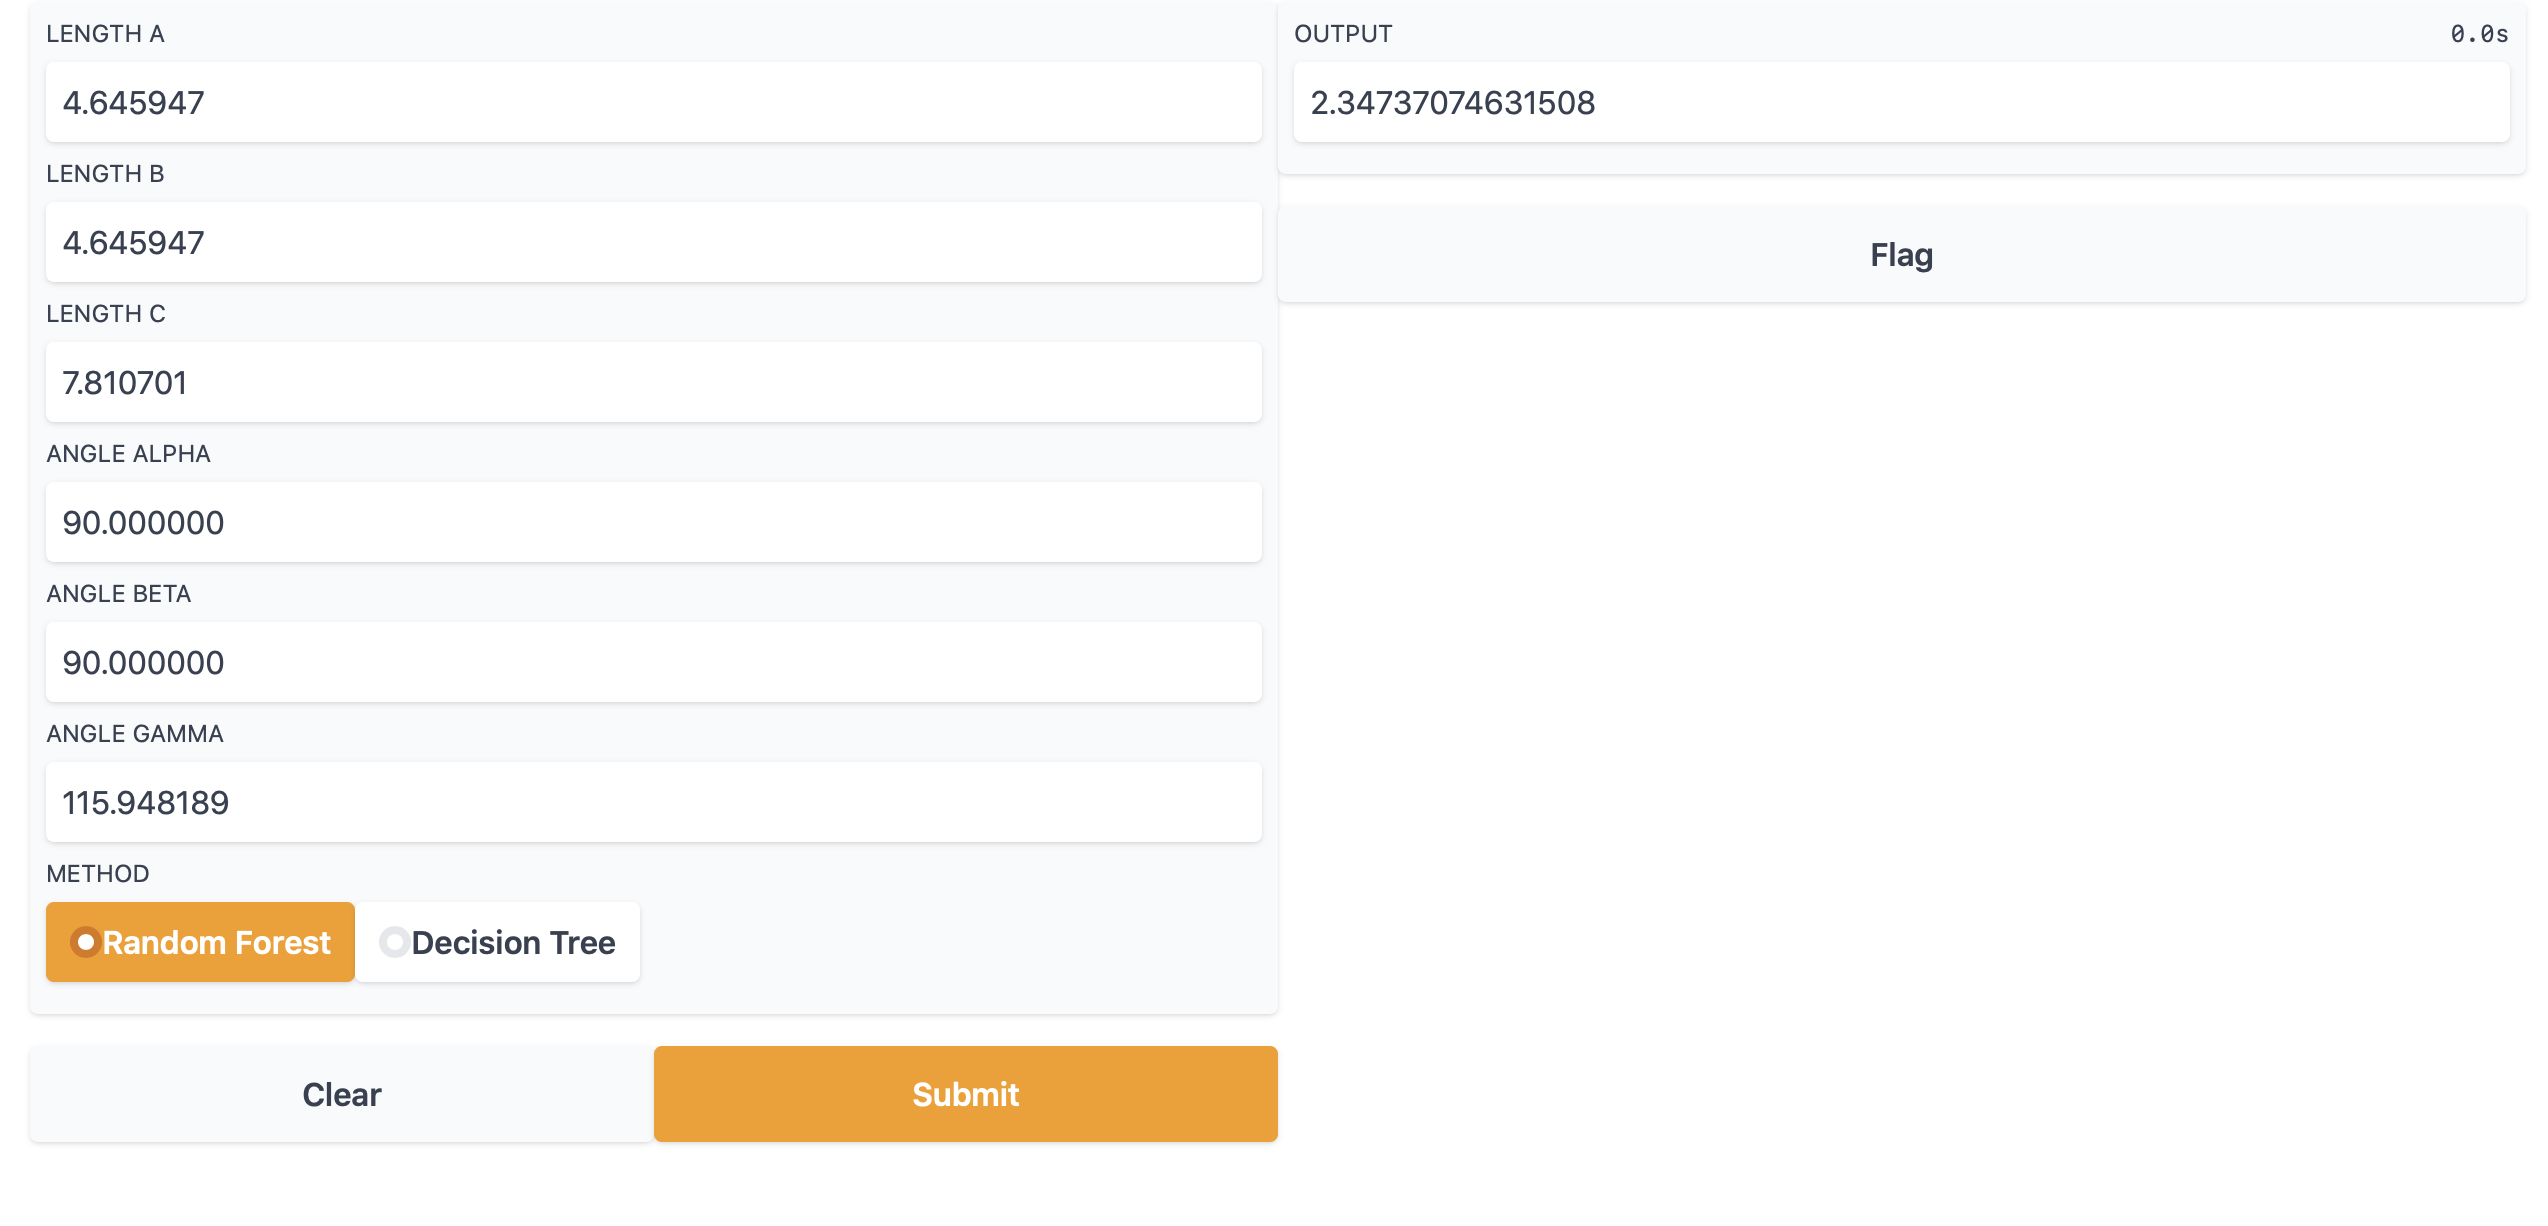 LENGTH A
4.645947
LENGTH B
4.645947
LENGTH C
7.810701
ANGLE ALPHA
90.000000
ANGLE BETA
90.000000
ANGLE GAMMA
115.948189
METHOD
Random Forest
Decision Tree
Clear
Submit
OUTPUT
0.0s
2.34737074631508
Flag